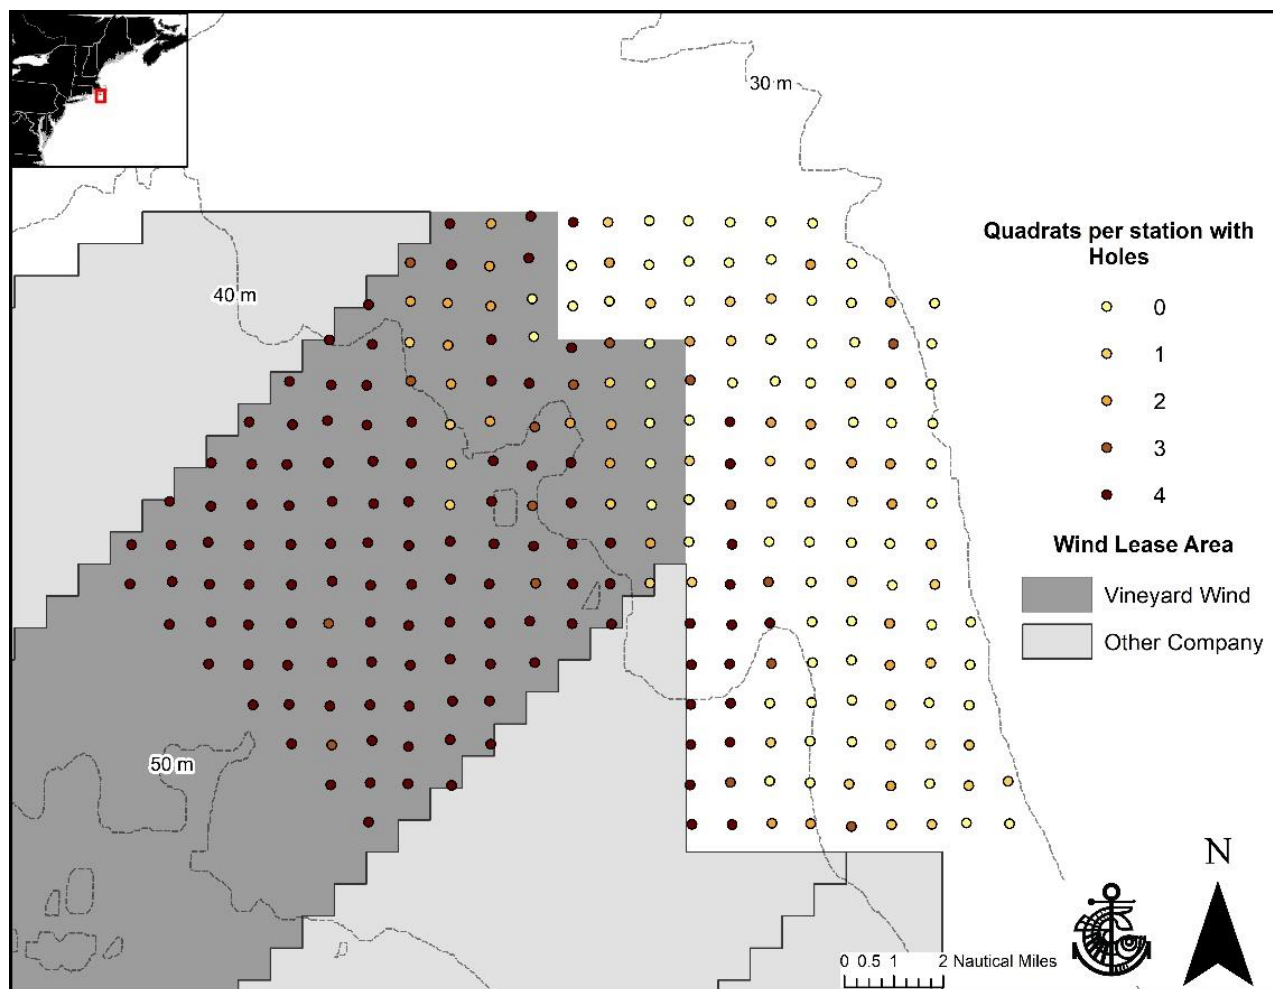 30 m
40 m
50 m
Quadrats per station with
Holes
0
1
2
3
4
Wind Lease Area
Vineyard Wind
Other Company
N
0 0.5 1 2 Nautical Miles